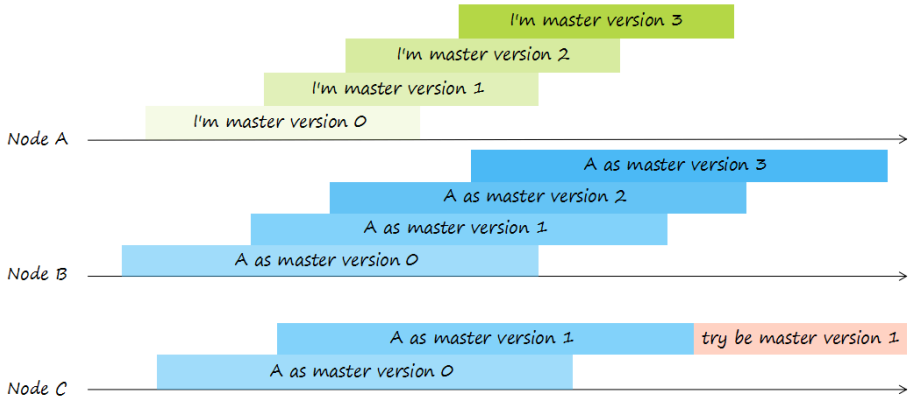 I'm master version 3
I'm master version 2
I'm master version 1
I'm master version 0
Node A
A as master version 3
A as master version 2
A as master version 1
A as master version 0
Node B
A as master version 1
try be master version 1
A as master version 0
Node C